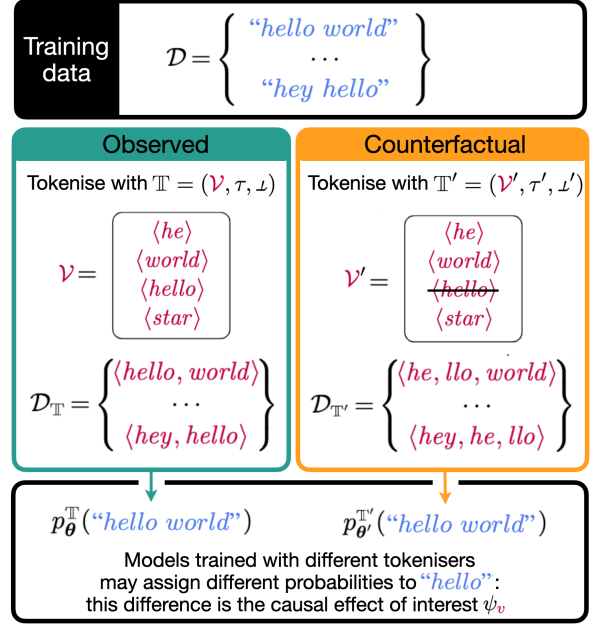 Training data
𝒟 = { "hello world"
...
"hey hello" }
Observed
Tokenise with 𝕋 = (𝒱, τ, ⊥)
𝒱 =
⟨he⟩
⟨world⟩
⟨hello⟩
⟨star⟩
𝒟_𝕋 = { ⟨hello, world⟩
...
⟨hey, hello⟩ }
Counterfactual
Tokenise with 𝕋′ = (𝒱′, τ′, ⊥′)
𝒱′ =
⟨he⟩
⟨world⟩
⟨hello⟩
⟨star⟩
𝒟_𝕋′ = { ⟨he, llo, world⟩
...
⟨hey, he, llo⟩ }
p_θ^𝕋("hello world")
p_θ′^𝕋′("hello world")
Models trained with different tokenisers
may assign different probabilities to "hello":
this difference is the causal effect of interest ψ_v